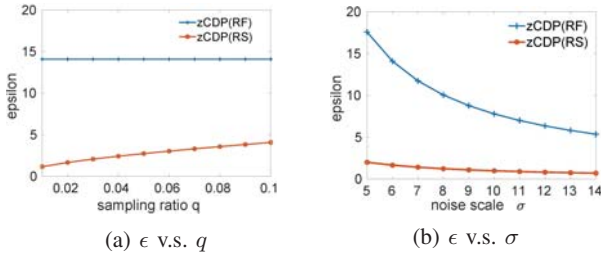 20
15
10
5
0
epsilon
zCDP(RF)
zCDP(RS)
0.02 0.04 0.06 0.08 0.1
sampling ratio q
(a) ϵ v.s. q
20
15
10
5
0
epsilon
zCDP(RF)
zCDP(RS)
5 6 7 8 9 10 11 12 13 14
noise scale σ
(b) ϵ v.s. σ